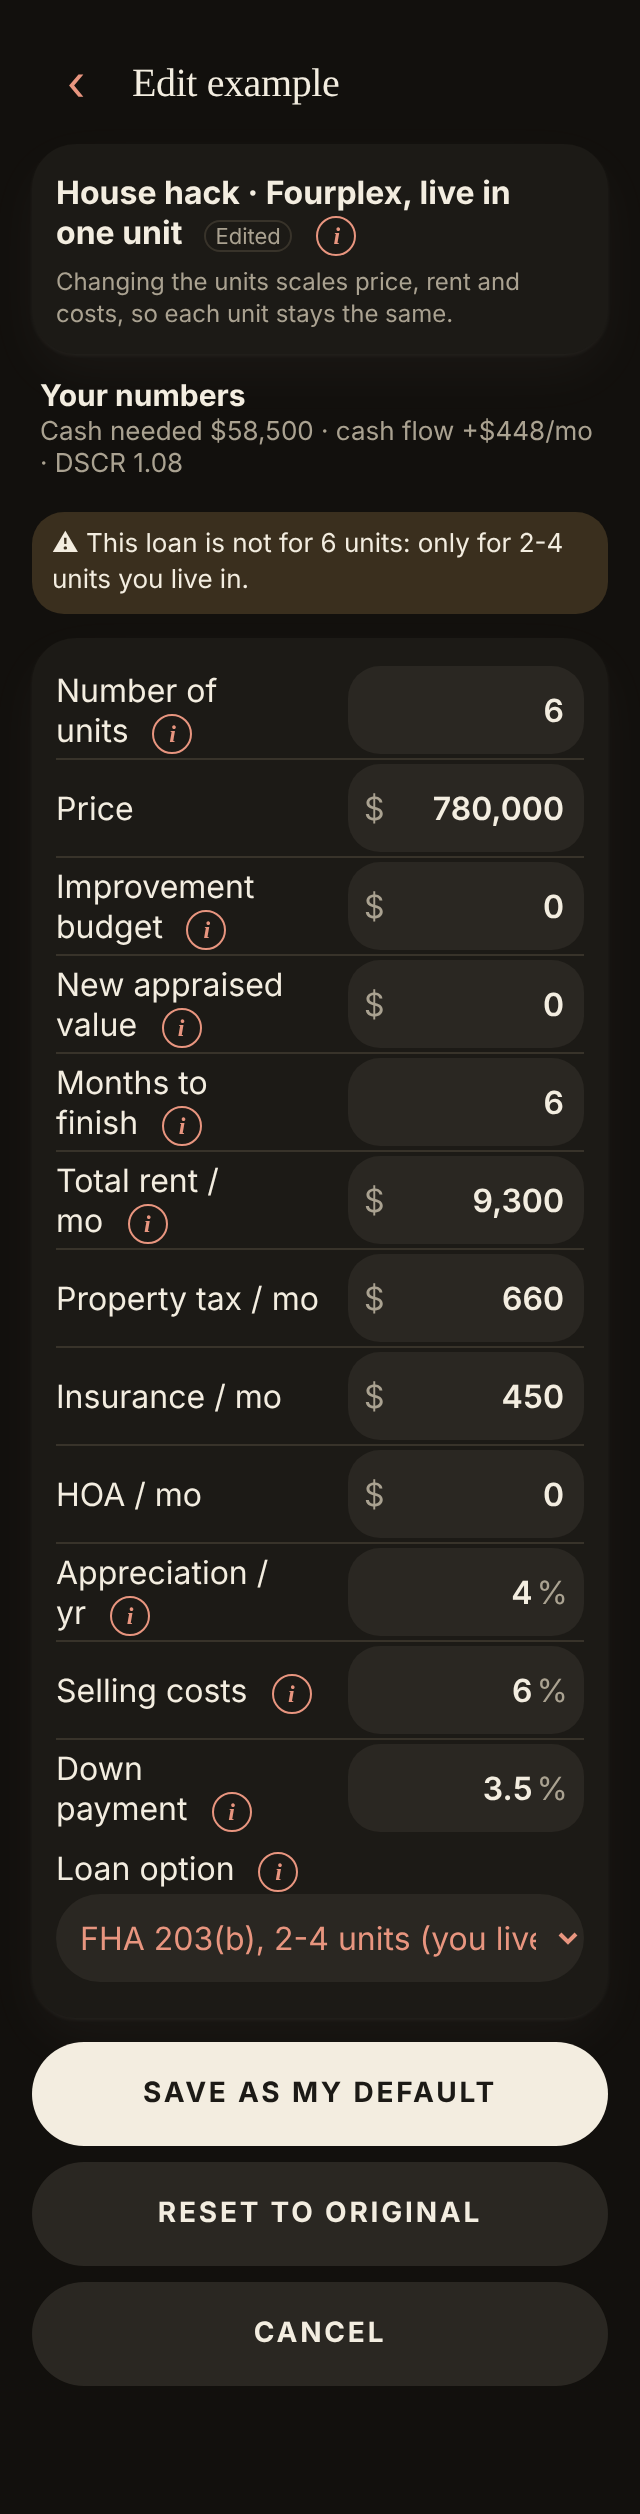 ‹ Edit example
House hack · Fourplex, live in
one unit Edited i
Changing the units scales price, rent and
costs, so each unit stays the same.
Your numbers
Cash needed $58,500 · cash flow +$448/mo
· DSCR 1.08
⚠ This loan is not for 6 units: only for 2-4
units you live in.
Number of
units i
6
Price
$ 780,000
Improvement
budget i
$ 0
New appraised
value i
$ 0
Months to
finish i
6
Total rent /
mo i
$ 9,300
Property tax / mo
$ 660
Insurance / mo
$ 450
HOA / mo
$ 0
Appreciation /
yr i
4 %
Selling costs i
6 %
Down
payment i
3.5 %
Loan option i
FHA 203(b), 2-4 units (you live
SAVE AS MY DEFAULT
RESET TO ORIGINAL
CANCEL